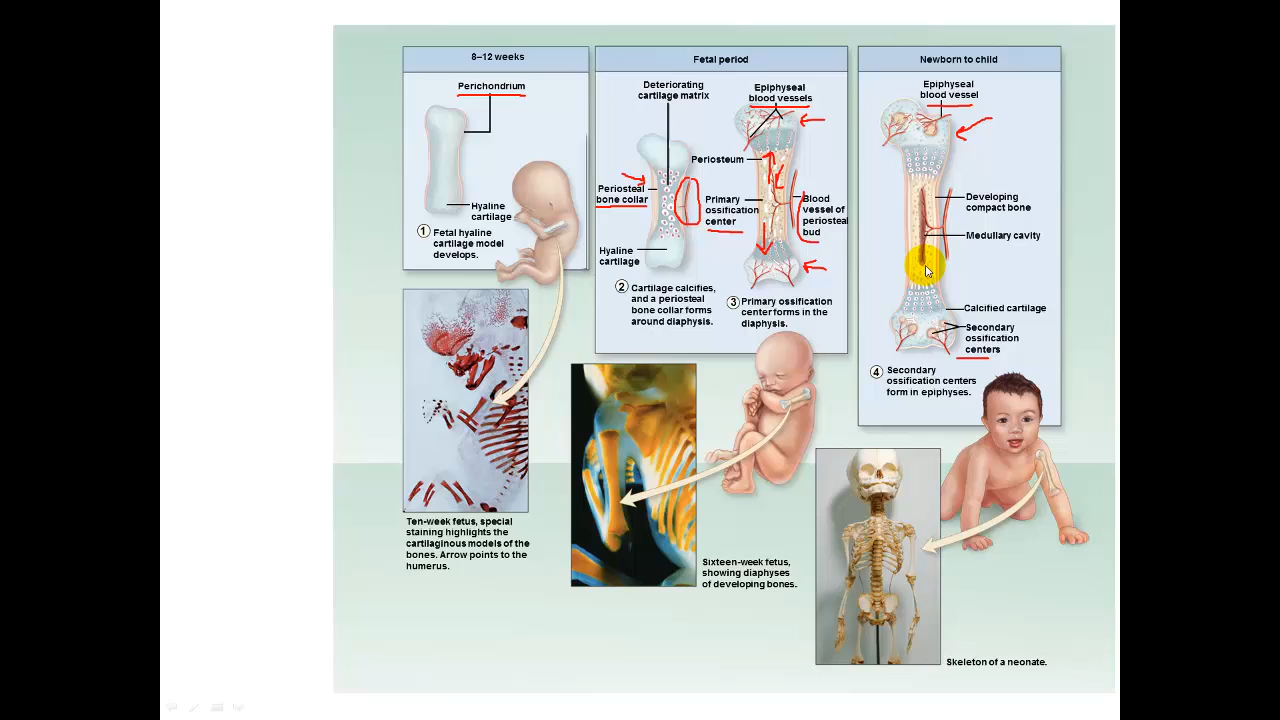 8–12 weeks
Perichondrium
Hyaline
cartilage
1 Fetal hyaline
cartilage model
develops.
Fetal period
Deteriorating
cartilage matrix
Epiphyseal
blood vessels
Periosteum
Periosteal
bone collar
Primary
ossification
center
Blood
vessel of
periosteal
bud
Hyaline
cartilage
2 Cartilage calcifies,
and a periosteal
bone collar forms
around diaphysis.
3 Primary ossification
center forms in the
diaphysis.
Newborn to child
Epiphyseal
blood vessel
Developing
compact bone
Medullary cavity
Calcified cartilage
Secondary
ossification
centers
4 Secondary
ossification centers
form in epiphyses.
Ten-week fetus, special
staining highlights the
cartilaginous models of the
bones. Arrow points to the
humerus.
Sixteen-week fetus,
showing diaphyses
of developing bones.
Skeleton of a neonate.